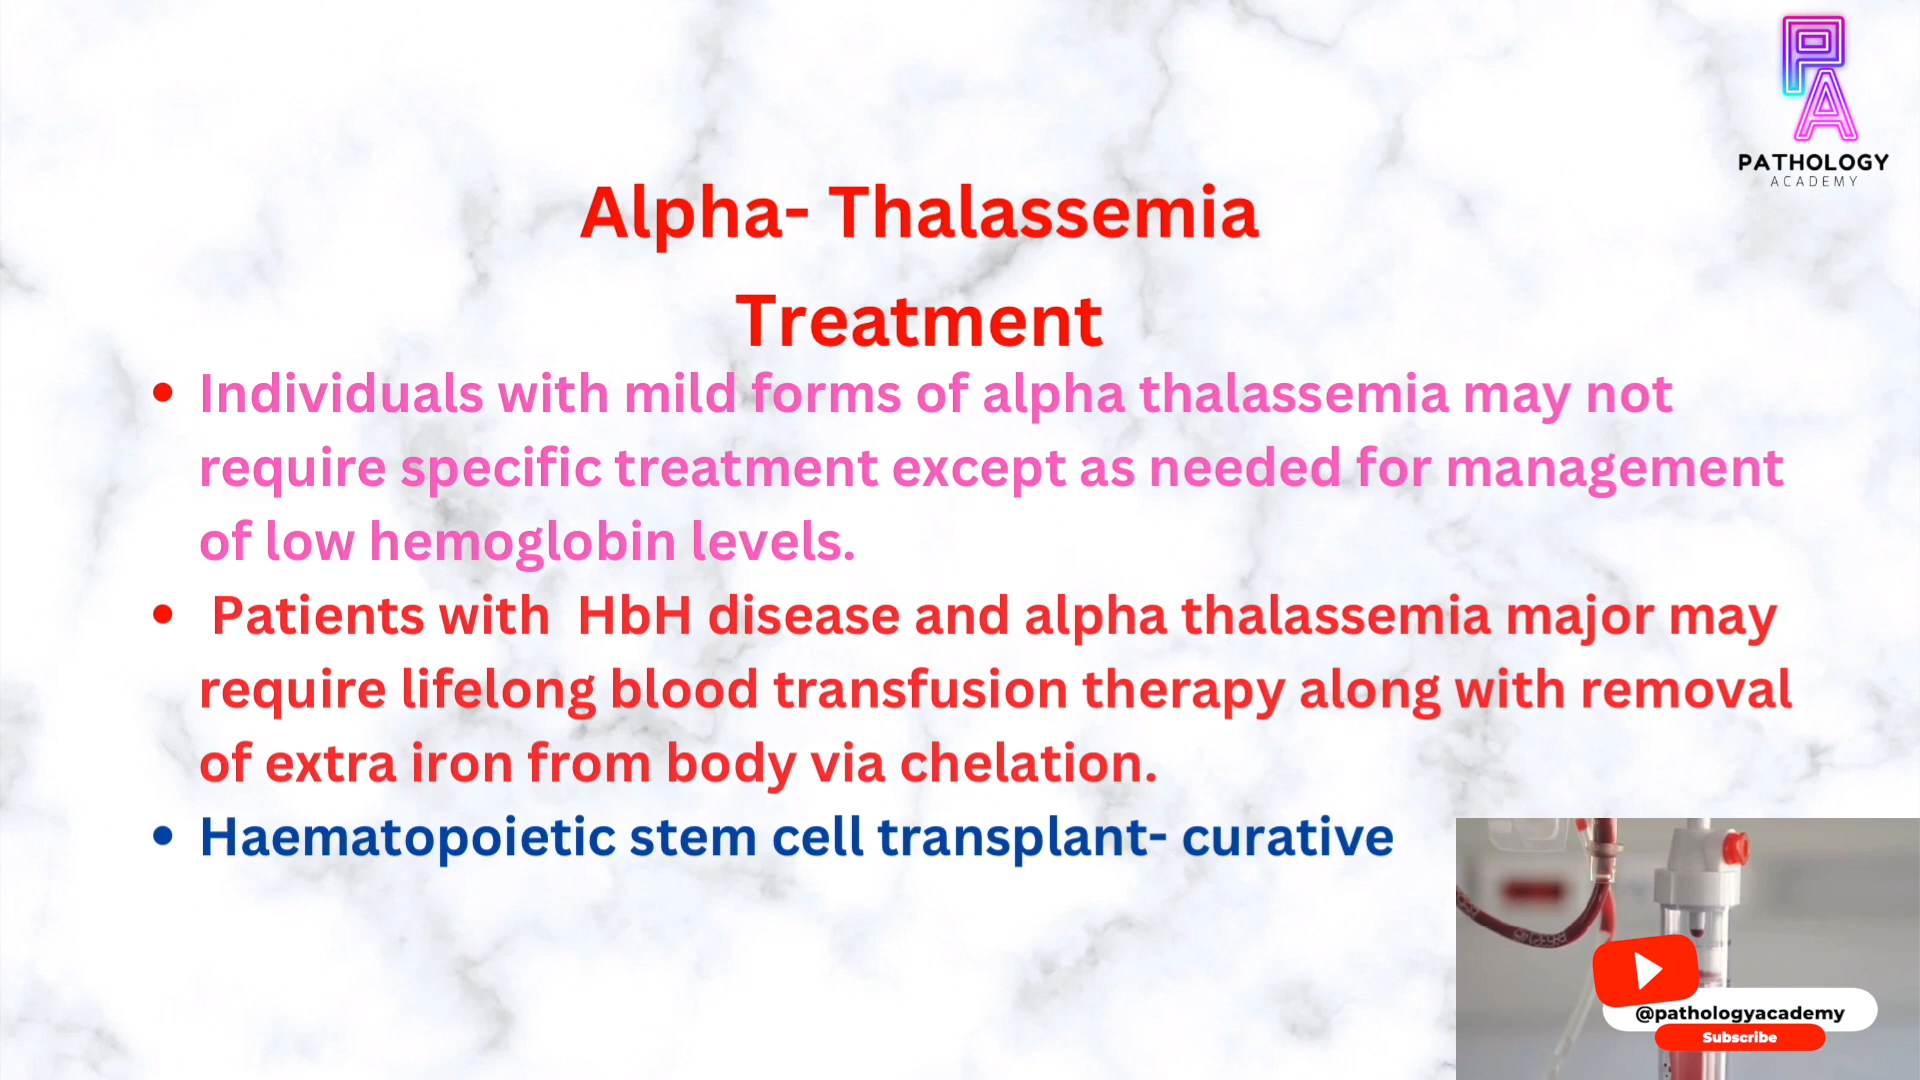 PA
PATHOLOGY
ACADEMY
Alpha- Thalassemia
Treatment
• Individuals with mild forms of alpha thalassemia may not
require specific treatment except as needed for management
of low hemoglobin levels.
• Patients with HbH disease and alpha thalassemia major may
require lifelong blood transfusion therapy along with removal
of extra iron from body via chelation.
• Haematopoietic stem cell transplant- curative
@pathologyacademy
Subscribe